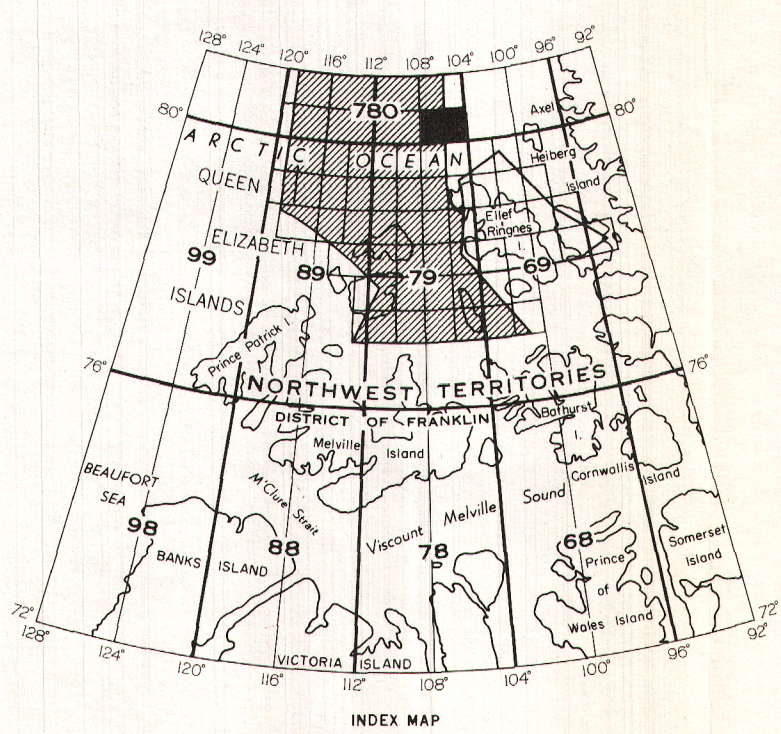 128° 124° 120° 116° 112° 108° 104° 100° 96° 92°
80° 780 Axel 80°
ARCTIC OCEAN
Heiberg
Island
QUEEN
Ellef
Ringnes
I.
ELIZABETH
99 89 79 69
ISLANDS
Prince Patrick I.
76° 76°
NORTHWEST TERRITORIES
DISTRICT OF FRANKLIN
Bathurst
I.
Melville
Island
Cornwallis
Island
BEAUFORT
SEA
M'Clure Strait
Viscount Melville Sound
98 88 78 68
Somerset
Island
BANKS ISLAND
Prince
of
Wales Island
72° 72°
VICTORIA ISLAND
128° 124° 120° 116° 112° 108° 104° 100° 96° 92°
INDEX MAP